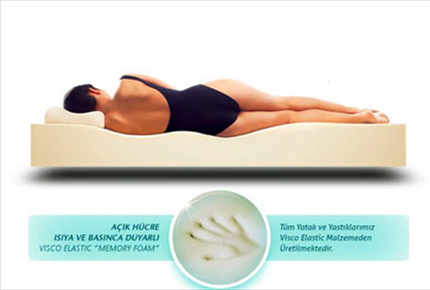 AÇIK HÜCRE
ISIYA VE BASINCA DUYARLI
VISCO ELASTIC "MEMORY FOAM"
Tüm Yatak ve Yastıklarımız
Visco Elastic Malzemeden
Üretilmektedir.